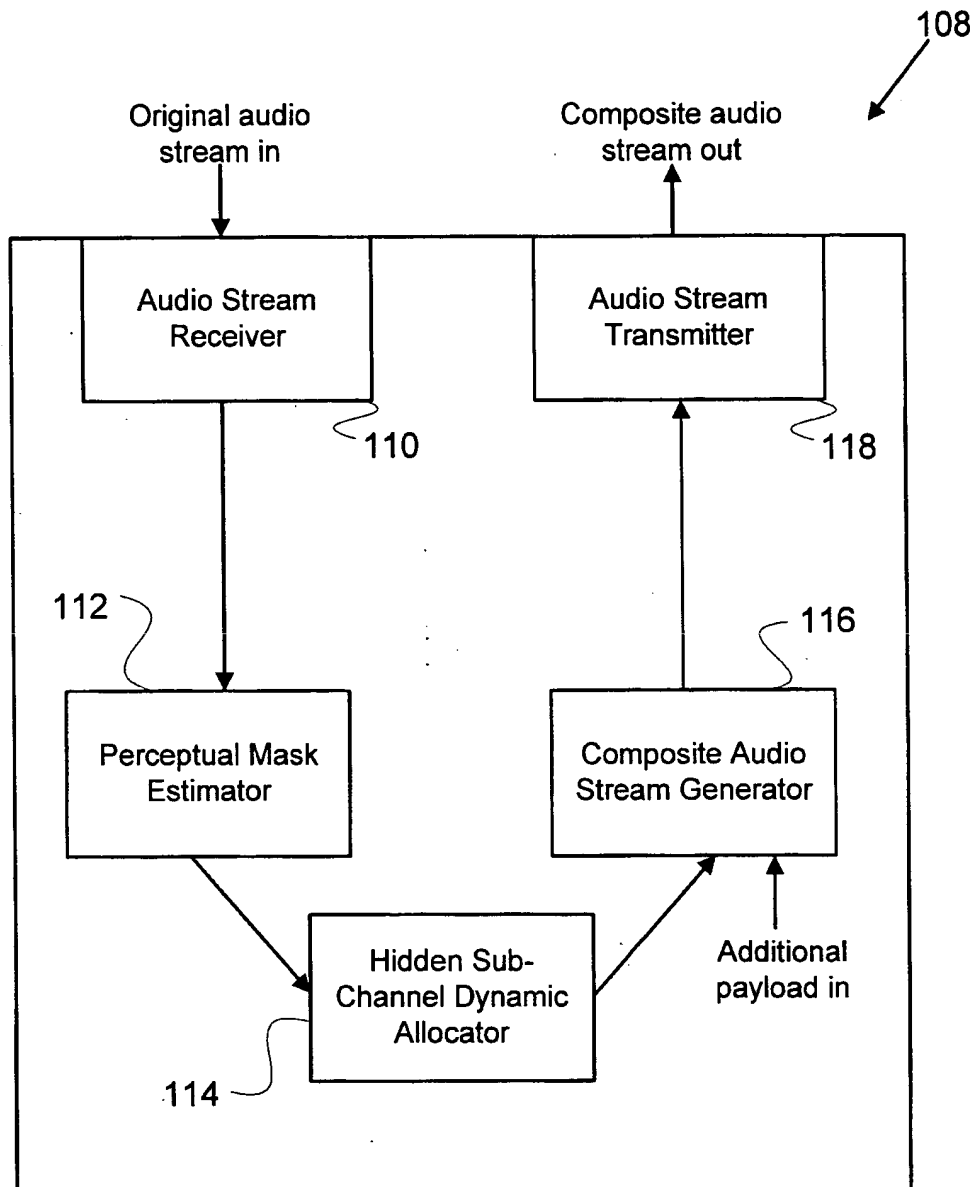 108
Original audio
stream in
Composite audio
stream out
Audio Stream
Receiver
Audio Stream
Transmitter
110
118
112
116
Perceptual Mask
Estimator
Composite Audio
Stream Generator
Hidden Sub-
Channel Dynamic
Allocator
Additional
payload in
114